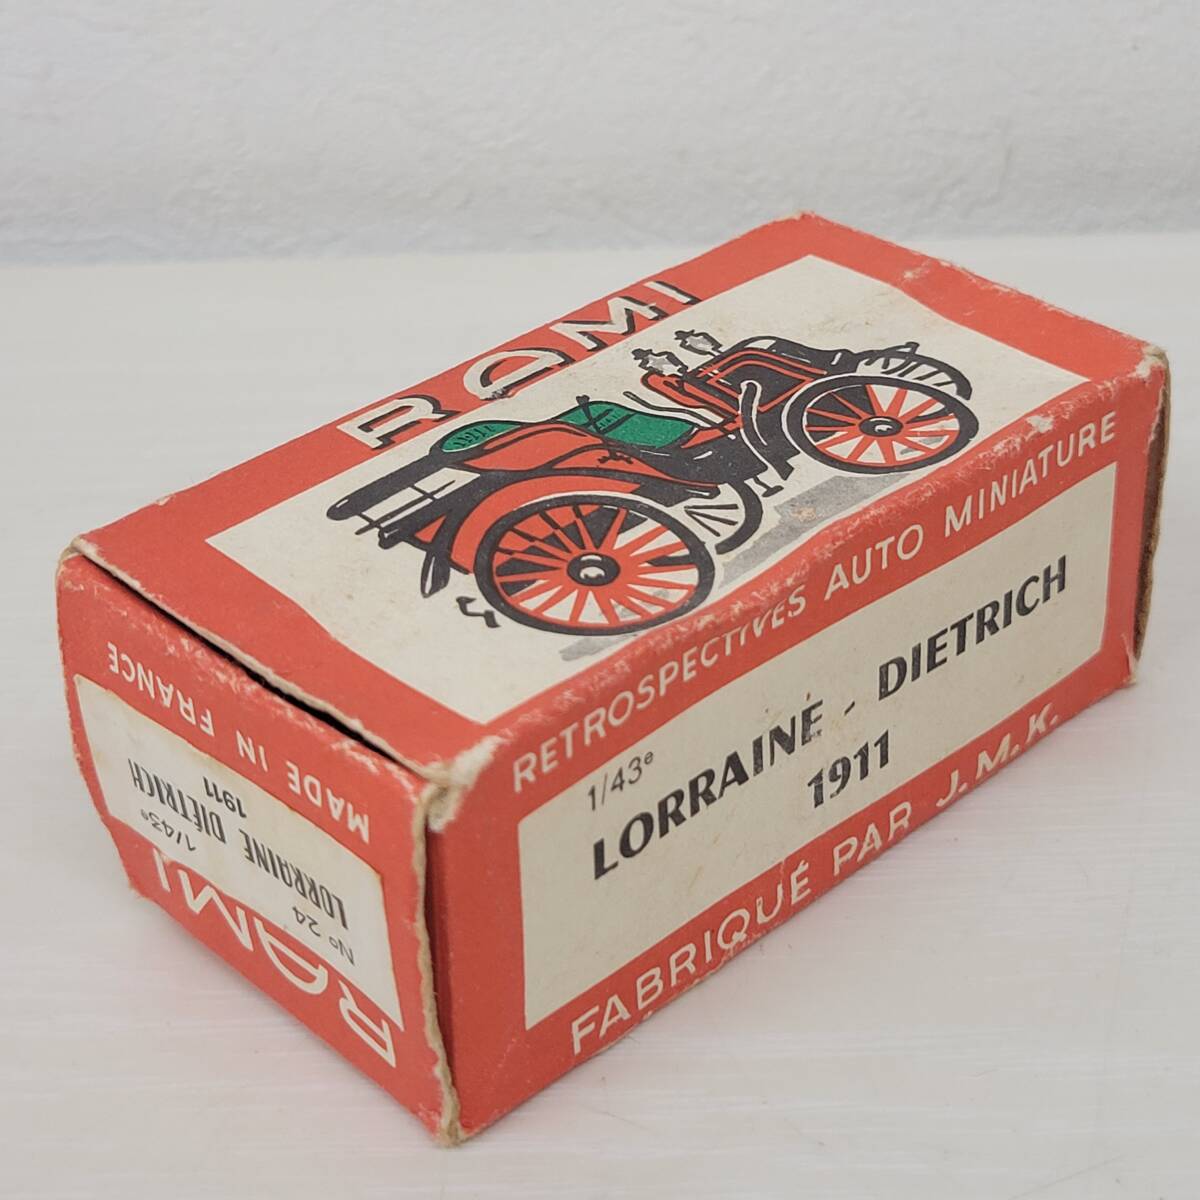 RAMI
RETROSPECTIVES AUTO MINIATURE
1/43e
LORRAINE - DIETRICH
1911
FABRIQUÉ PAR J.M.K.
RAMI
No 24 1/43e
LORRAINE DIÉTRICH
1911
MADE IN FRANCE